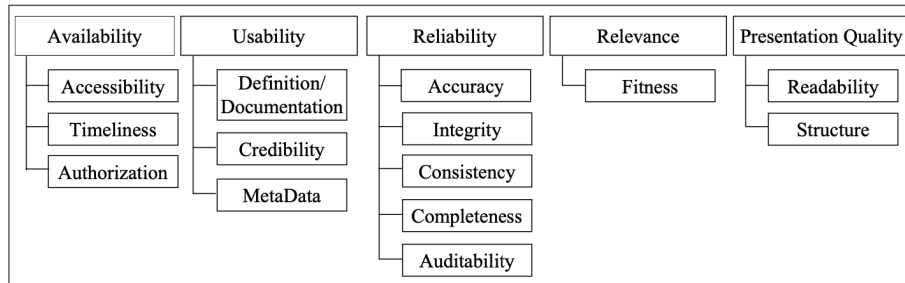 Availability
Accessibility
Timeliness
Authorization
Usability
Definition/
Documentation
Credibility
MetaData
Reliability
Accuracy
Integrity
Consistency
Completeness
Auditability
Relevance
Fitness
Presentation Quality
Readability
Structure